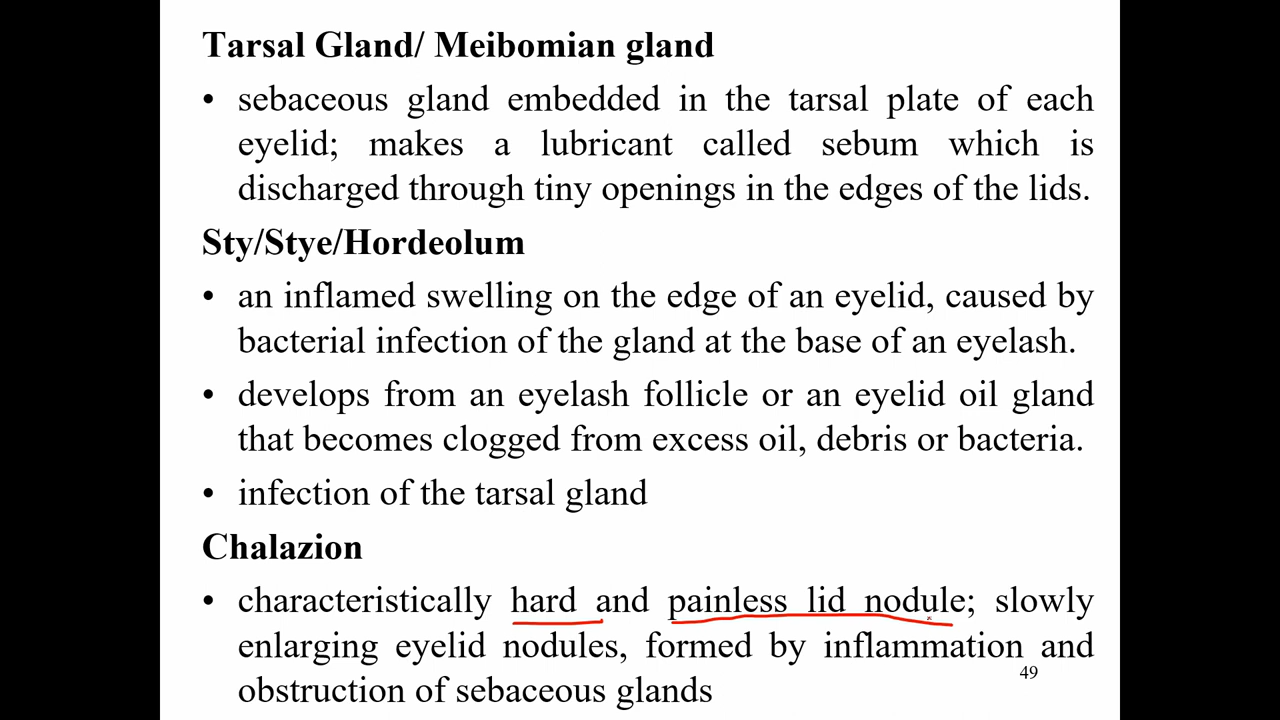 Tarsal Gland/ Meibomian gland
• sebaceous gland embedded in the tarsal plate of each
eyelid; makes a lubricant called sebum which is
discharged through tiny openings in the edges of the lids.
Sty/Stye/Hordeolum
• an inflamed swelling on the edge of an eyelid, caused by
bacterial infection of the gland at the base of an eyelash.
• develops from an eyelash follicle or an eyelid oil gland
that becomes clogged from excess oil, debris or bacteria.
• infection of the tarsal gland
Chalazion
• characteristically hard and painless lid nodule; slowly
enlarging eyelid nodules, formed by inflammation and
obstruction of sebaceous glands
49